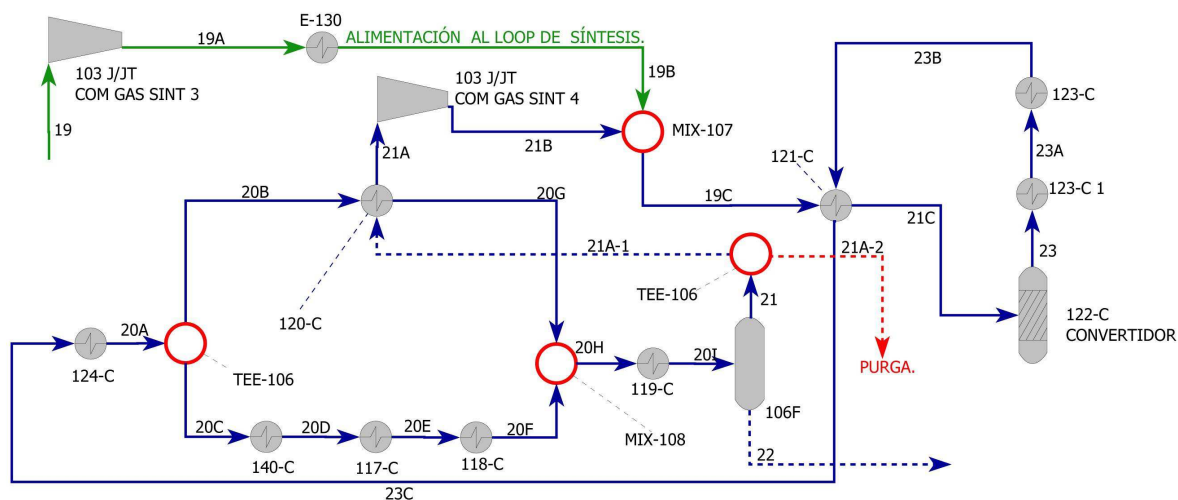 E-130
19A
ALIMENTACIÓN AL LOOP DE SÍNTESIS.
23B
103 J/JT
COM GAS SINT 3
19B
103 J/JT
COM GAS SINT 4
123-C
19
21A
21B
MIX-107
121-C
23A
20B
20G
19C
123-C 1
21C
21A-1
21A-2
23
TEE-106
21
120-C
122-C
CONVERTIDOR
20A
20H
20I
124-C
TEE-106
119-C
PURGA.
106F
20C
20D
20E
20F
MIX-108
140-C
117-C
118-C
22
23C